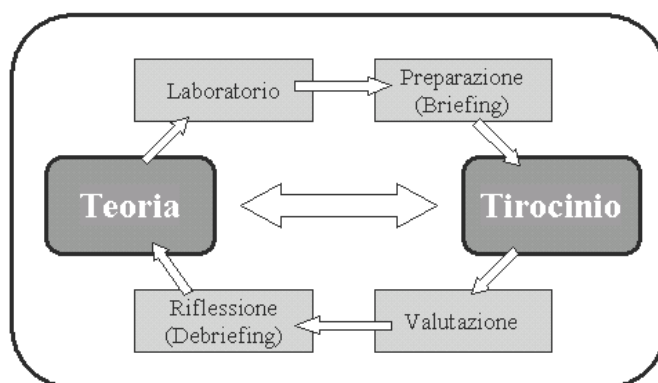 Laboratorio
Preparazione
(Briefing)
Teoria
Tirocinio
Riflessione
(Debriefing)
Valutazione